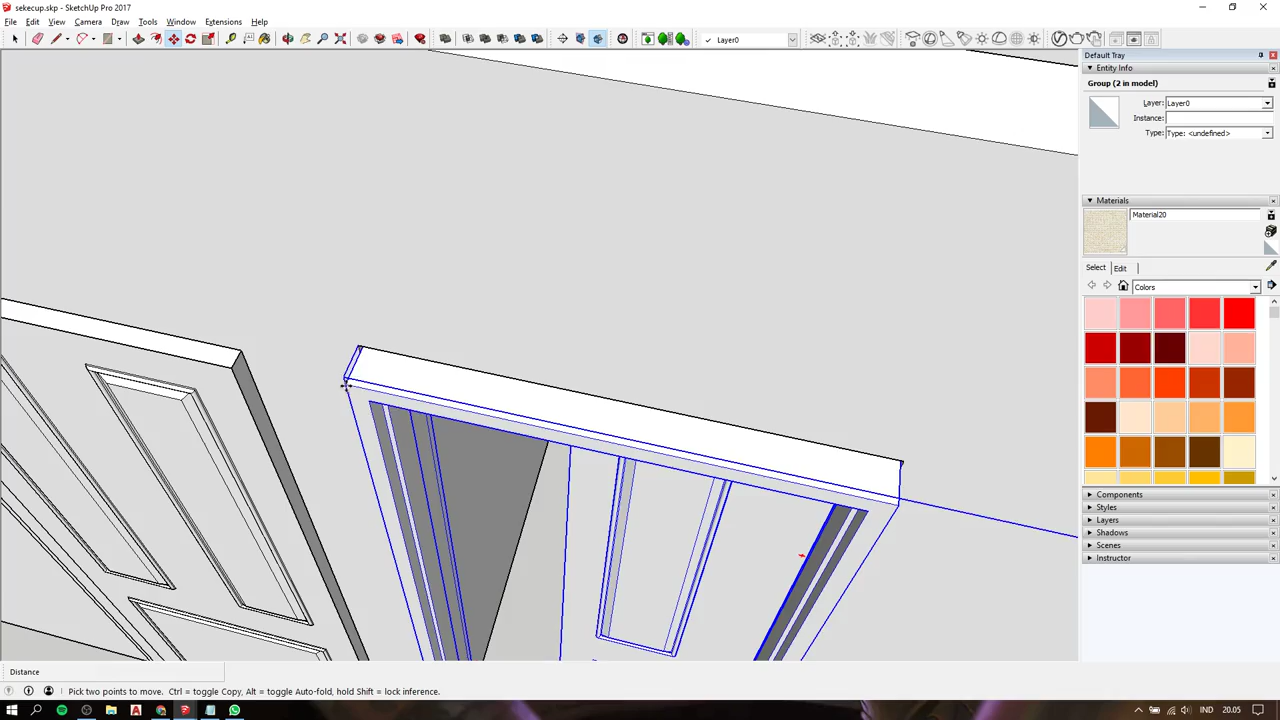 sekecup.skp - SketchUp Pro 2017
File Edit View Camera Draw Tools Window Extensions Help
Layer0
Default Tray
Entity Info
Group (2 in model)
Layer: Layer0
Instance:
Type: Type: <undefined>
Materials
Material20
Select Edit
Colors
Components
Styles
Layers
Shadows
Scenes
Instructor
Distance
Pick two points to move. Ctrl = toggle Copy, Alt = toggle Auto-fold, hold Shift = lock inference.
IND 20.05